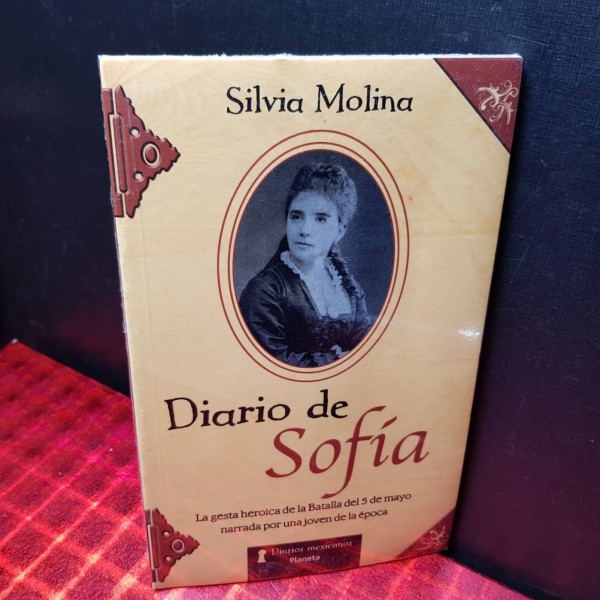 Silvia Molina
Diario de
Sofía
La gesta heroica de la Batalla del 5 de mayo
narrada por una joven de la época
Diarios mexicanos
Planeta